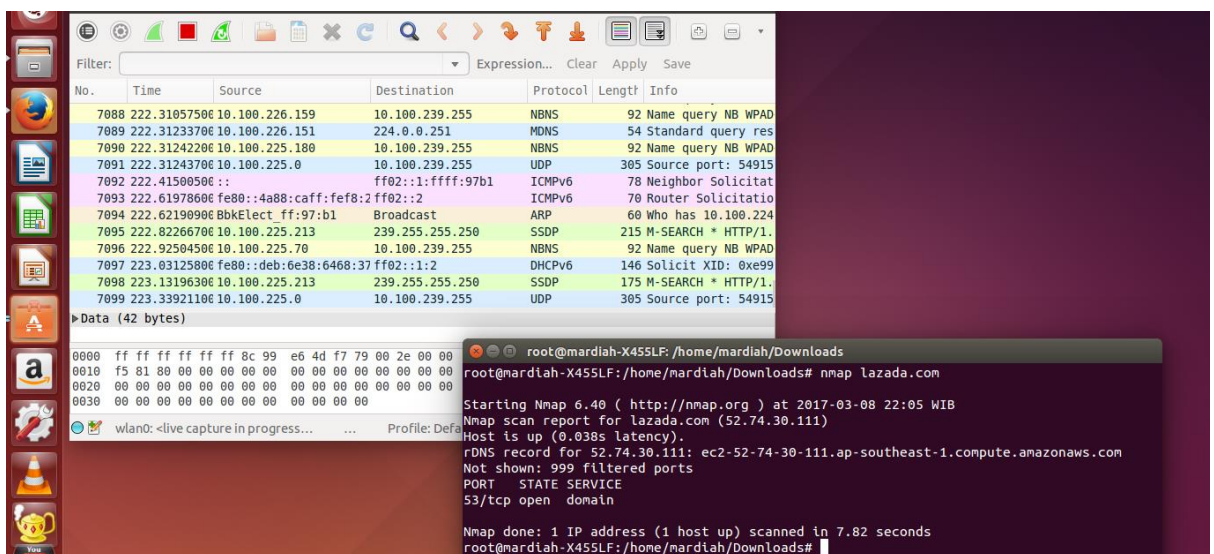 Filter: Expression... Clear Apply Save
No. Time Source Destination Protocol Length Info
7088 222.31057500 10.100.226.159 10.100.239.255 NBNS 92 Name query NB WPAD
7089 222.31233700 10.100.226.151 224.0.0.251 MDNS 54 Standard query res
7090 222.31242200 10.100.225.180 10.100.239.255 NBNS 92 Name query NB WPAD
7091 222.31243700 10.100.225.0 10.100.239.255 UDP 305 Source port: 54915
7092 222.41500500 :: ff02::1:ffff:97b1 ICMPv6 78 Neighbor Solicitat
7093 222.61978600 fe80::4a88:caff:fef8:2 ff02::2 ICMPv6 70 Router Solicitatio
7094 222.62190900 BbkElect_ff:97:b1 Broadcast ARP 60 Who has 10.100.224
7095 222.82266700 10.100.225.213 239.255.255.250 SSDP 215 M-SEARCH * HTTP/1.
7096 222.92504500 10.100.225.70 10.100.239.255 NBNS 92 Name query NB WPAD
7097 223.03125800 fe80::deb:6e38:6468:37 ff02::1:2 DHCPv6 146 Solicit XID: 0xe99
7098 223.13196300 10.100.225.213 239.255.255.250 SSDP 175 M-SEARCH * HTTP/1.
7099 223.33921100 10.100.225.0 10.100.239.255 UDP 305 Source port: 54915
Data (42 bytes)
0000 ff ff ff ff ff ff 8c 99 e6 4d f7 79 00 2e 00 00
0010 f5 81 80 00 00 00 00 00 00 00 00 00 00 00 00 00
0020 00 00 00 00 00 00 00 00 00 00 00 00 00 00 00 00
0030 00 00 00 00 00 00 00 00 00 00 00 00
wlan0: <live capture in progress... ... Profile: Defa
root@mardiah-X455LF: /home/mardiah/Downloads
root@mardiah-X455LF:/home/mardiah/Downloads# nmap lazada.com
Starting Nmap 6.40 ( http://nmap.org ) at 2017-03-08 22:05 WIB
Nmap scan report for lazada.com (52.74.30.111)
Host is up (0.038s latency).
rDNS record for 52.74.30.111: ec2-52-74-30-111.ap-southeast-1.compute.amazonaws.com
Not shown: 999 filtered ports
PORT STATE SERVICE
53/tcp open domain
Nmap done: 1 IP address (1 host up) scanned in 7.82 seconds
root@mardiah-X455LF:/home/mardiah/Downloads#
You